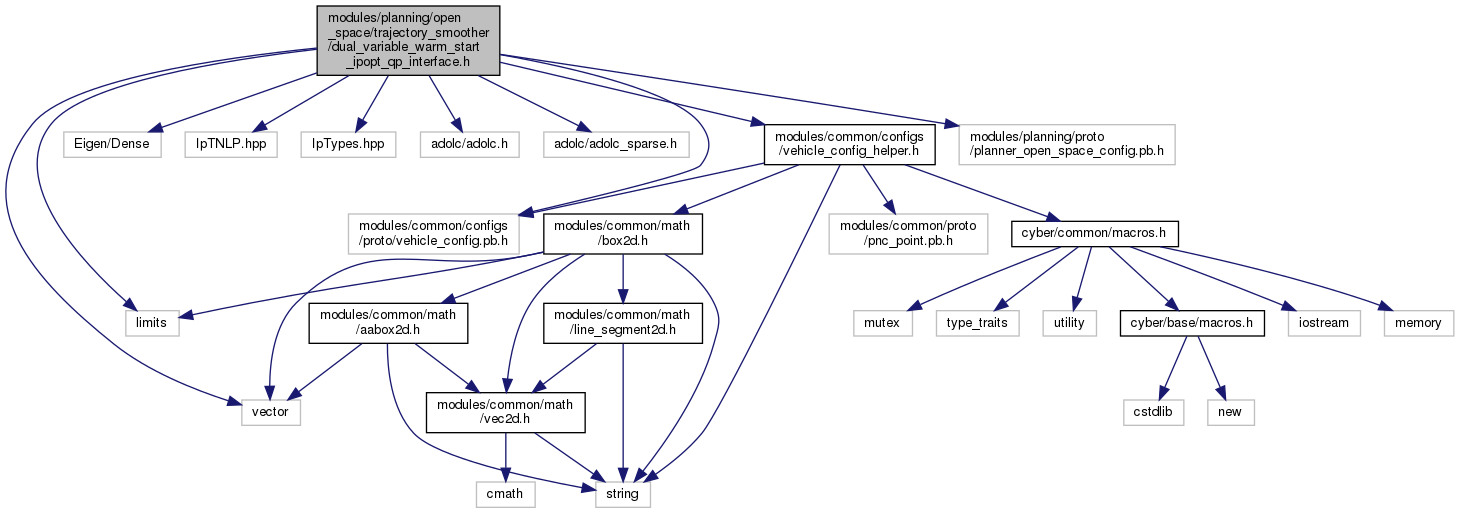 modules/planning/open
_space/trajectory_smoother
/dual_variable_warm_start
_ipopt_qp_interface.h
Eigen/Dense
IpTNLP.hpp
IpTypes.hpp
adolc/adolc.h
adolc/adolc_sparse.h
modules/common/configs
/vehicle_config_helper.h
modules/planning/proto
/planner_open_space_config.pb.h
modules/common/configs
/proto/vehicle_config.pb.h
modules/common/math
/box2d.h
modules/common/proto
/pnc_point.pb.h
cyber/common/macros.h
limits
modules/common/math
/aabox2d.h
modules/common/math
/line_segment2d.h
mutex
type_traits
utility
cyber/base/macros.h
iostream
memory
vector
modules/common/math
/vec2d.h
cstdlib
new
cmath
string